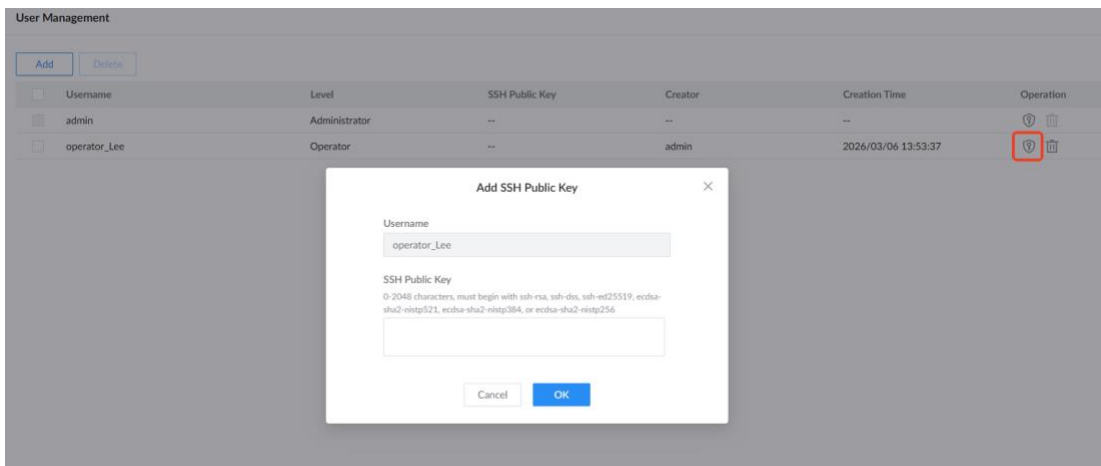 User Management
Add Delete
Username Level SSH Public Key Creator Creation Time Operation
admin Administrator -- -- --
operator_Lee Operator -- admin 2026/03/06 13:53:37
Add SSH Public Key
Username
operator_Lee
SSH Public Key
0-2048 characters, must begin with ssh-rsa, ssh-dss, ssh-ed25519, ecdsa-
sha2-nistp521, ecdsa-sha2-nistp384, or ecdsa-sha2-nistp256
Cancel OK